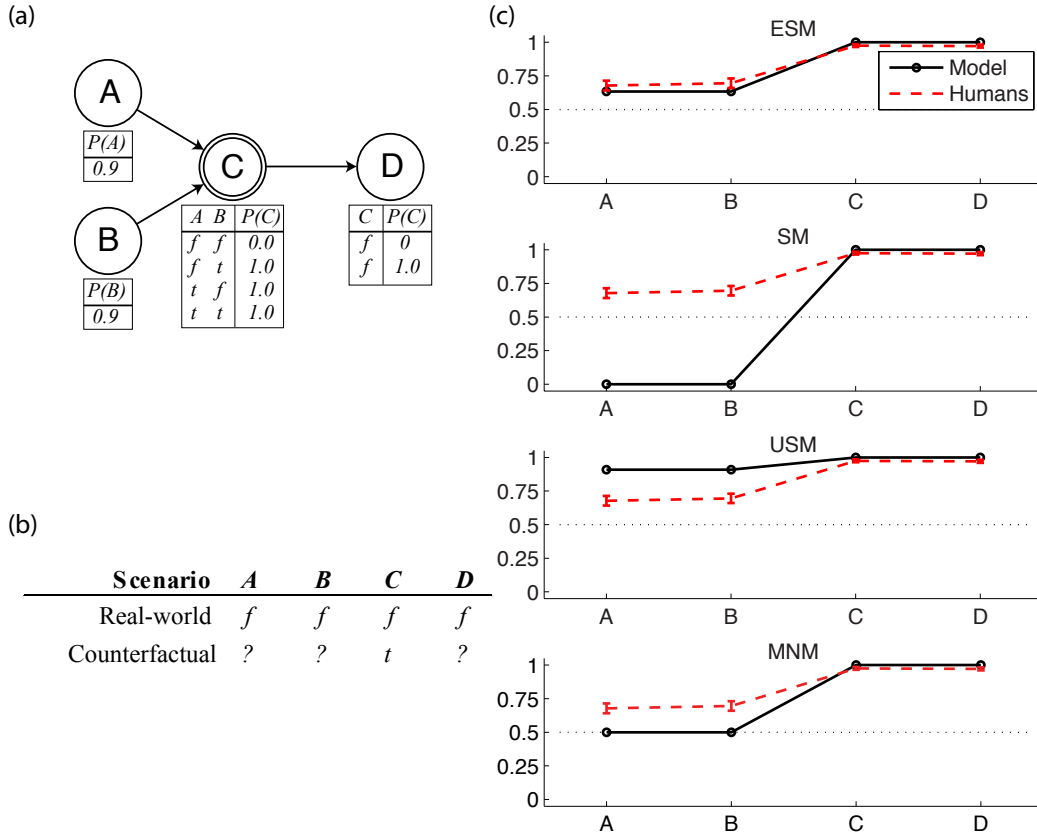 (a)
A
P(A)
0.9
B
P(B)
0.9
C
A B P(C)
f f 0.0
f t 1.0
t f 1.0
t t 1.0
D
C P(C)
f 0
f 1.0
(b)
Scenario A B C D
Real-world f f f f
Counterfactual ? ? t ?
(c)
ESM
1
0.75
0.5
0.25
0
A B C D
Model
Humans
SM
1
0.75
0.5
0.25
0
A B C D
USM
1
0.75
0.5
0.25
0
A B C D
MNM
1
0.75
0.5
0.25
0
A B C D